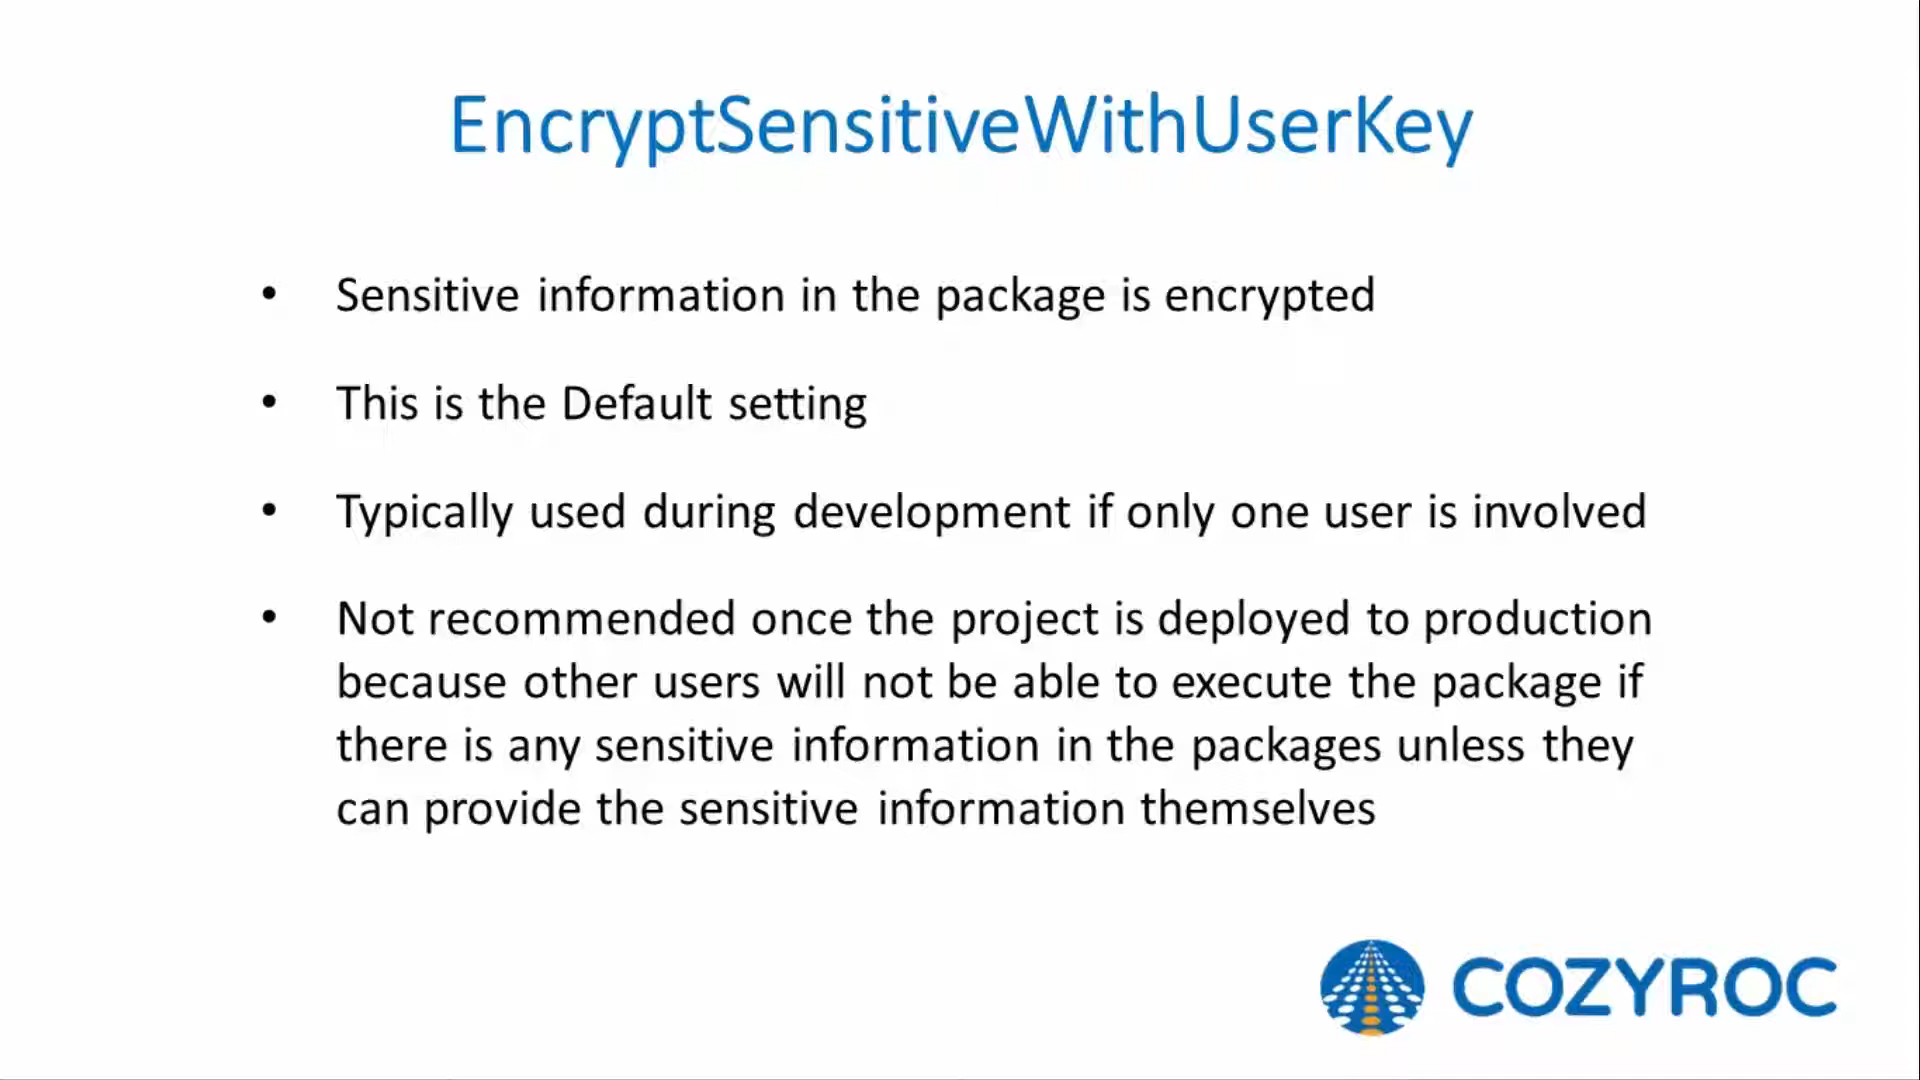 EncryptSensitiveWithUserKey
• Sensitive information in the package is encrypted
• This is the Default setting
• Typically used during development if only one user is involved
• Not recommended once the project is deployed to production
because other users will not be able to execute the package if
there is any sensitive information in the packages unless they
can provide the sensitive information themselves
COZYROC